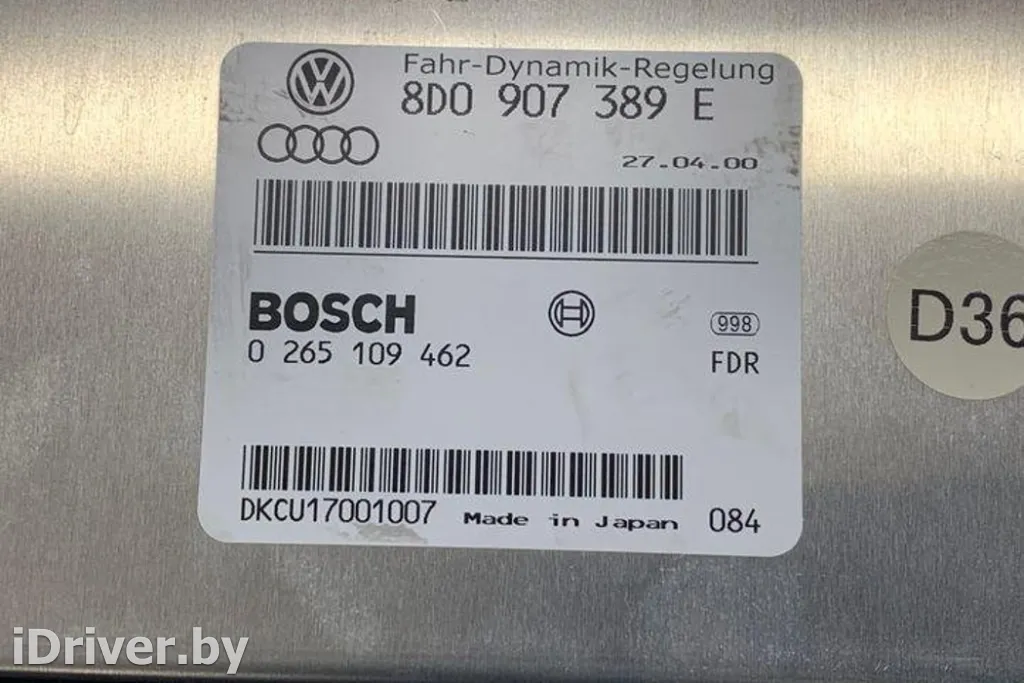 Fahr-Dynamik-Regelung
8D0 907 389 E
27.04.00
BOSCH
998
0 265 109 462
FDR
D36
DKCU17001007 Made in Japan 084
iDriver.by